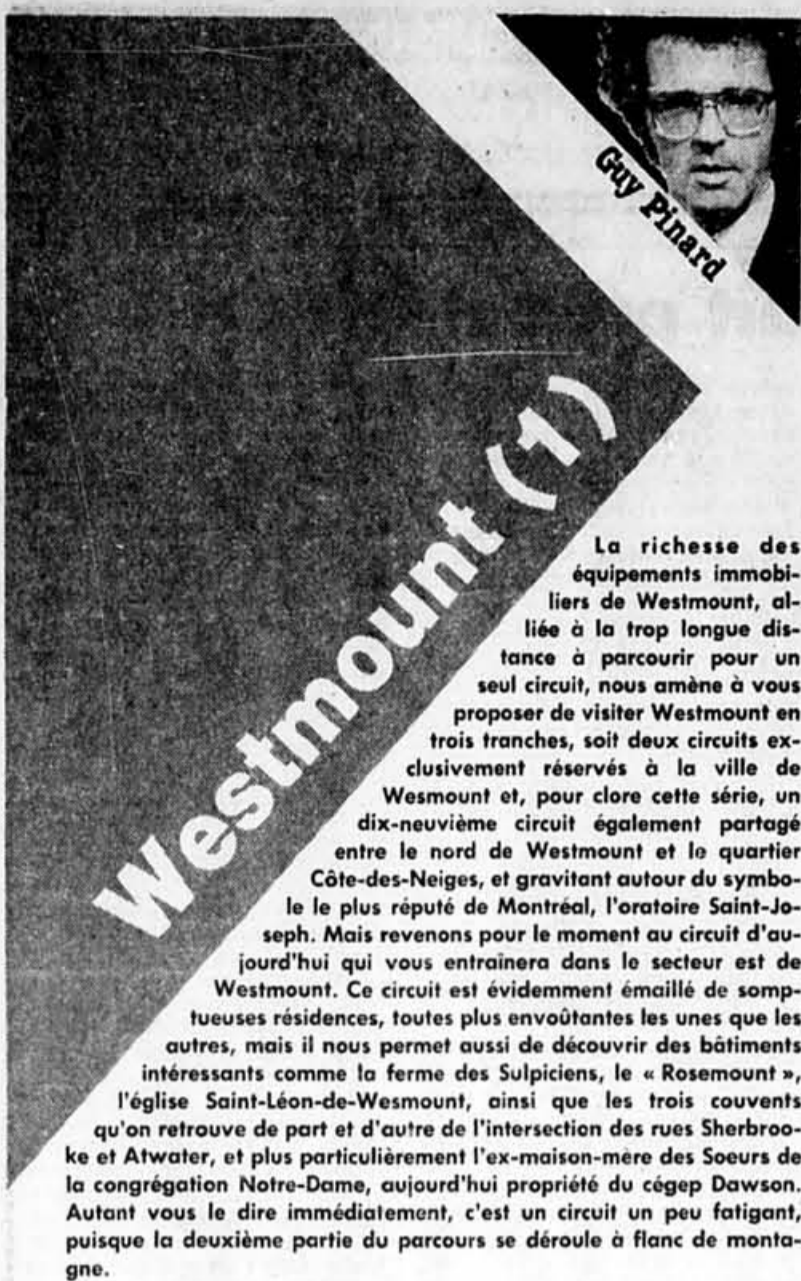 Guy Pinard
Westmount (1)
La richesse des
équipements immobi-
liers de Westmount, al-
liée à la trop longue dis-
tance à parcourir pour un
seul circuit, nous amène à vous
proposer de visiter Westmount en
trois tranches, soit deux circuits ex-
clusivement réservés à la ville de
Wesmount et, pour clore cette série, un
dix-neuvième circuit également partagé
entre le nord de Westmount et le quartier
Côte-des-Neiges, et gravitant autour du symbo-
le le plus réputé de Montréal, l'oratoire Saint-Jo-
seph. Mais revenons pour le moment au circuit d'au-
jourd'hui qui vous entraînera dans le secteur est de
Westmount. Ce circuit est évidemment émaillé de somp-
tueuses résidences, toutes plus envoûtantes les unes que les
autres, mais il nous permet aussi de découvrir des bâtiments
intéressants comme la ferme des Sulpiciens, le « Rosemount »,
l'église Saint-Léon-de-Wesmount, ainsi que les trois couvents
qu'on retrouve de part et d'autre de l'intersection des rues Sherbroo-
ke et Atwater, et plus particulièrement l'ex-maison-mère des Soeurs de
la congrégation Notre-Dame, aujourd'hui propriété du cégep Dawson.
Autant vous le dire immédiatement, c'est un circuit un peu fatigant,
puisque la deuxième partie du parcours se déroule à flanc de monta-
gne.